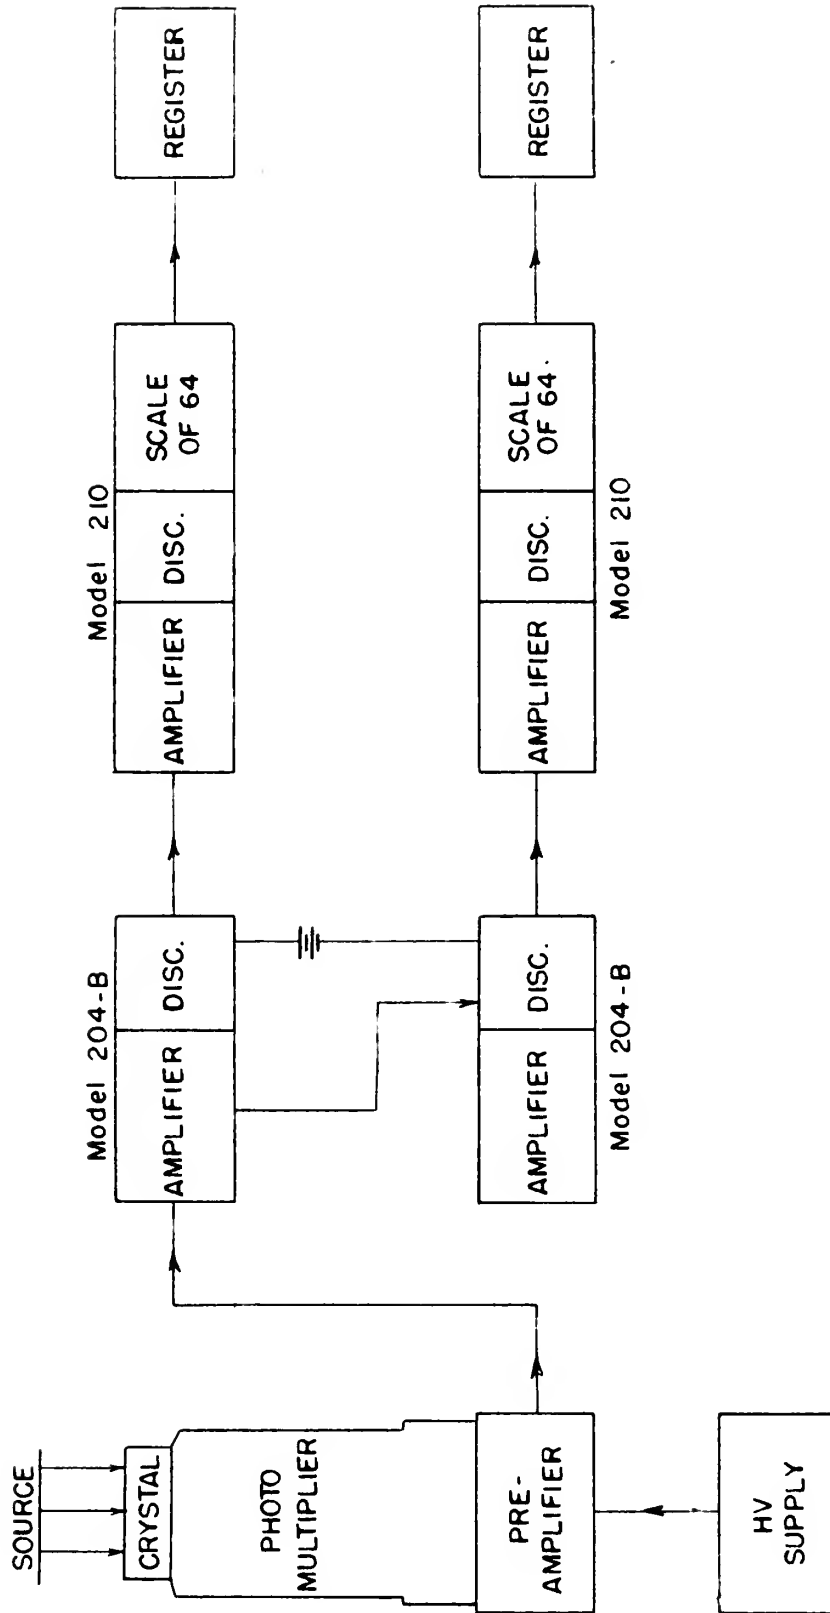 SOURCE
CRYSTAL
PHOTO
MULTIPLIER
PRE-
AMPLIFIER
HV
SUPPLY
Model 204-B
AMPLIFIER
DISC.
Model 210
AMPLIFIER
DISC.
SCALE
OF 64
REGISTER
AMPLIFIER
DISC.
Model 204-B
AMPLIFIER
DISC.
SCALE
OF 64
Model 210
REGISTER